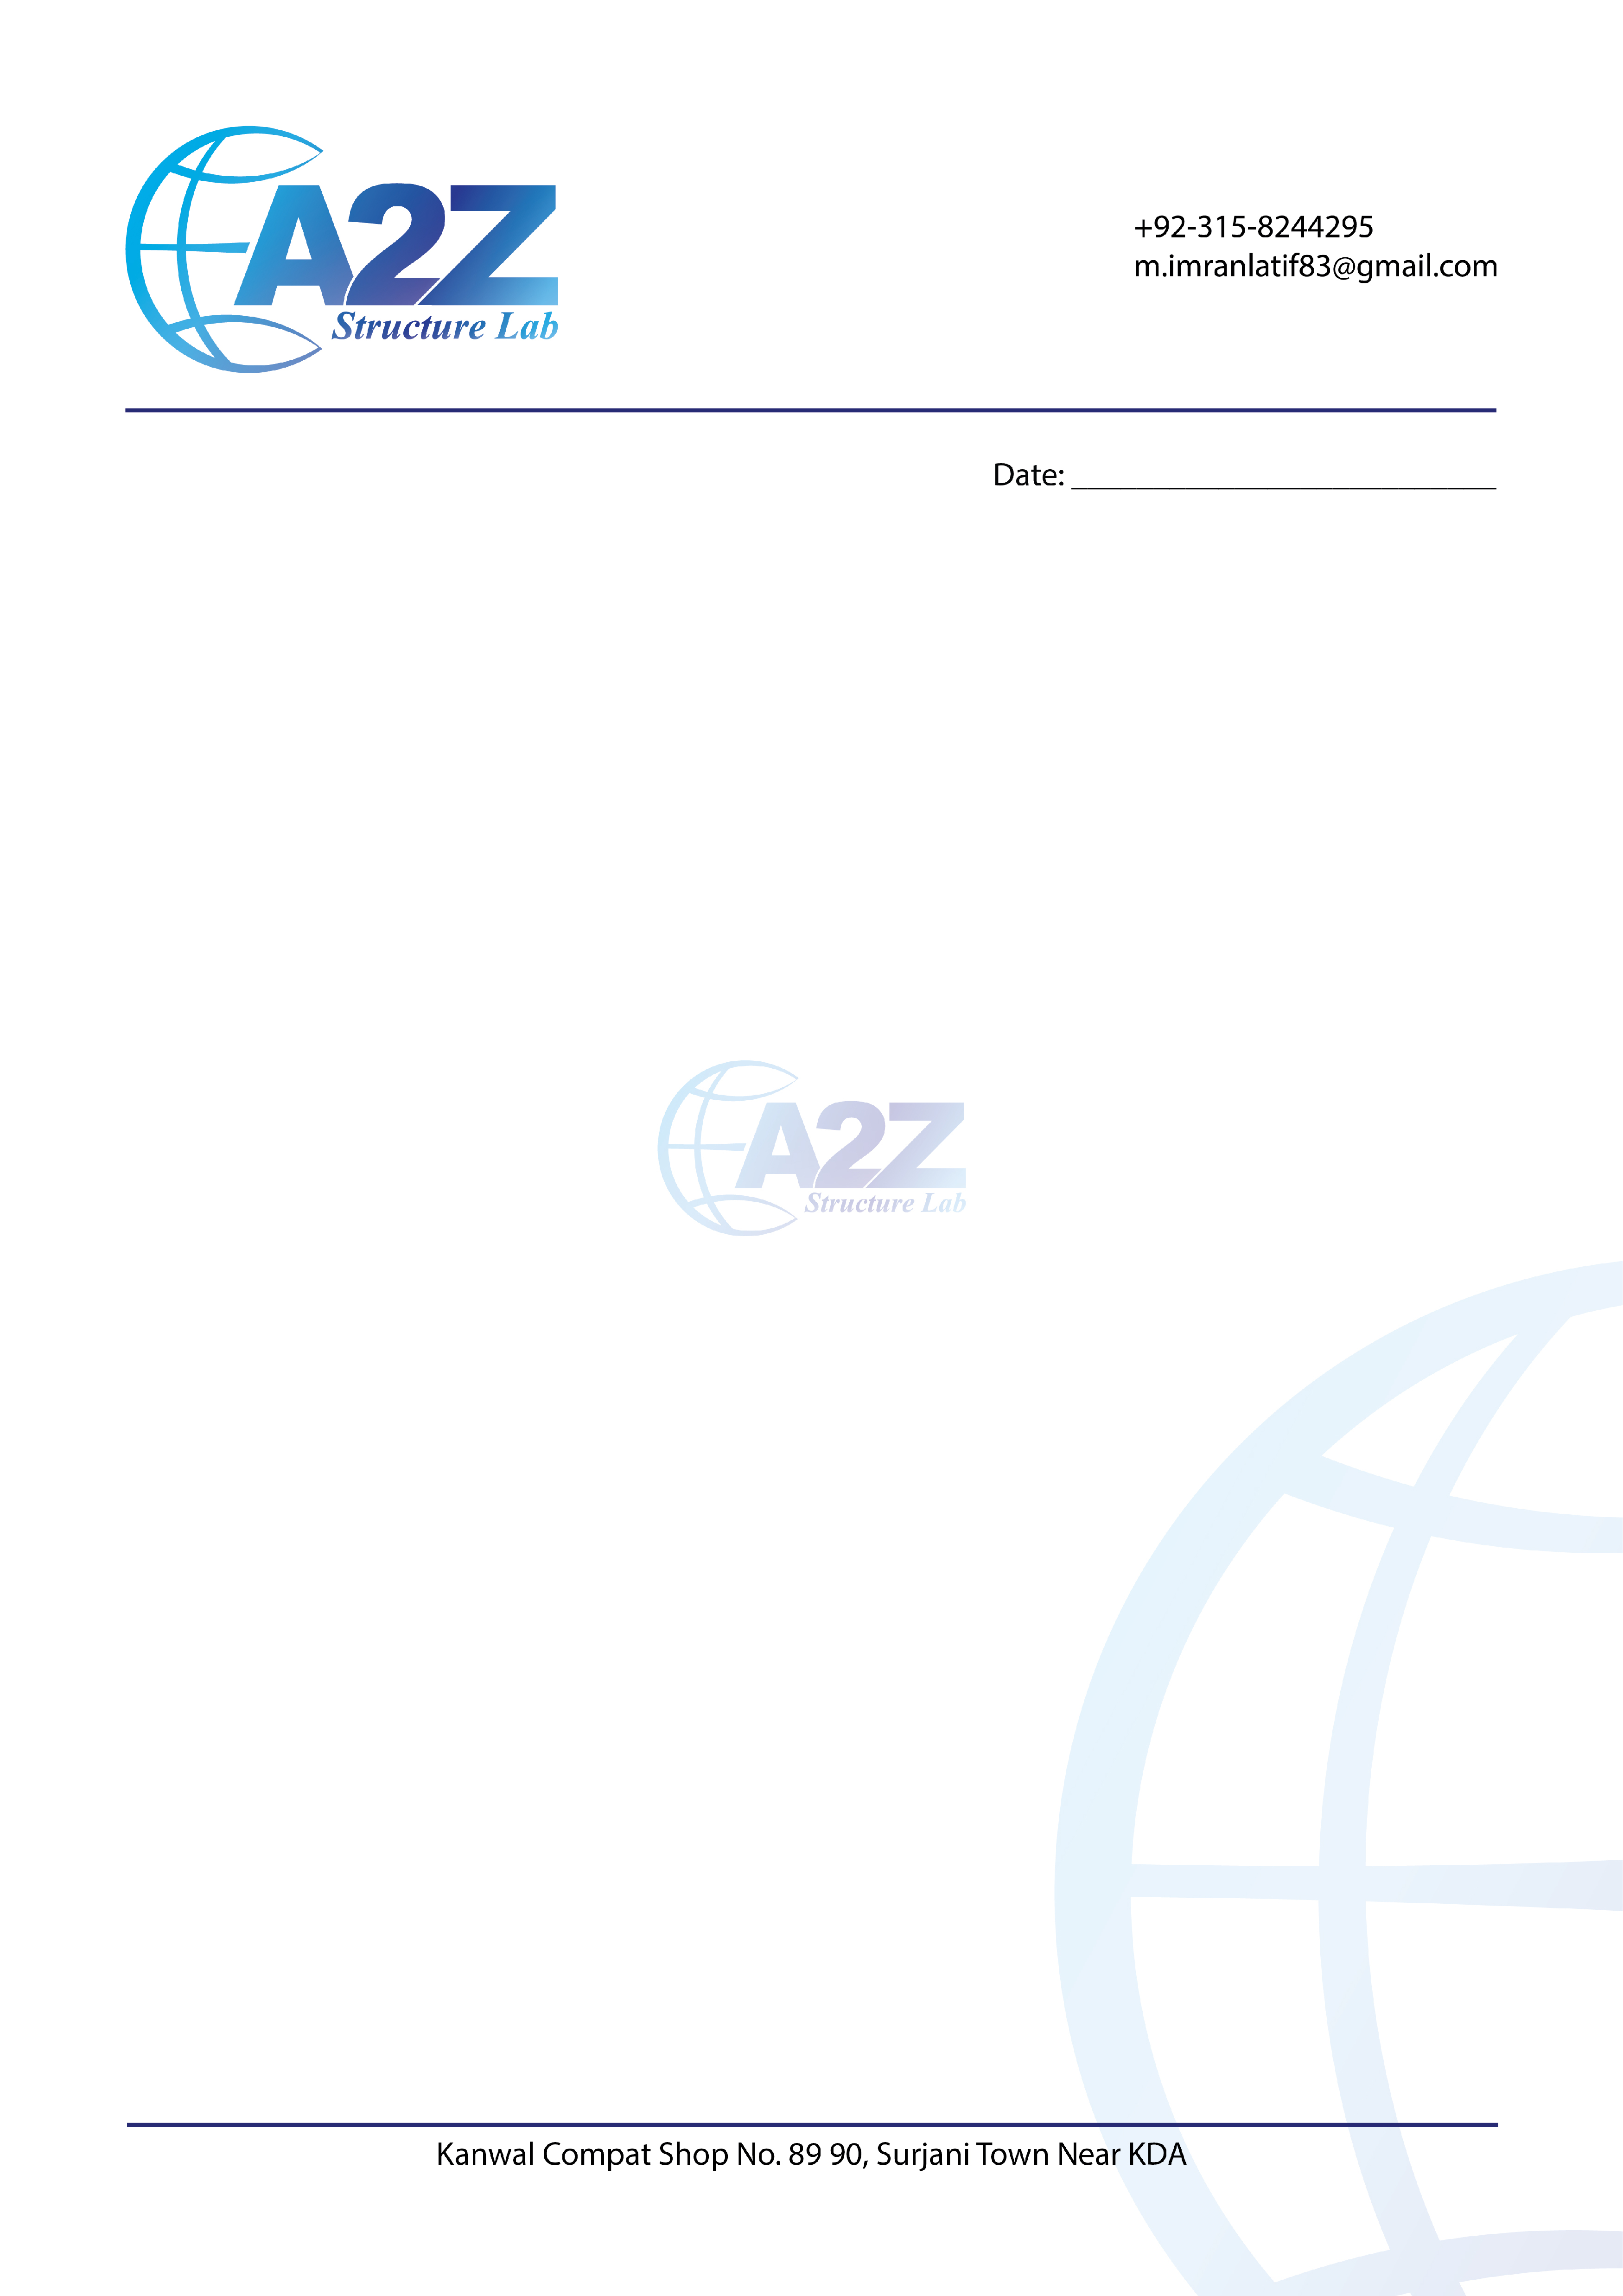 A2Z
Structure Lab
+92-315-8244295
m.imranlatif83@gmail.com
Date: ___________________________
A2Z
Structure Lab
Kanwal Compat Shop No. 89 90, Surjani Town Near KDA